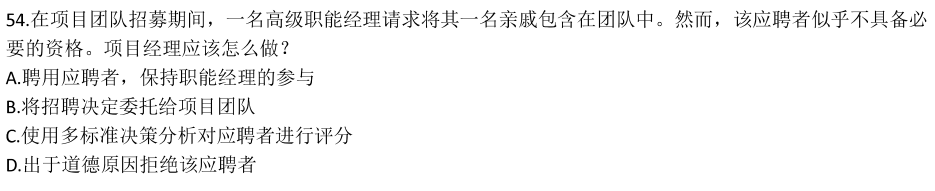 54.在项目团队招募期间，一名高级职能经理请求将其一名亲戚包含在团队中。然而，该应聘者似乎不具备必
要的资格。项目经理应该怎么做？
A.聘用应聘者，保持职能经理的参与
B.将招聘决定委托给项目团队
C.使用多标准决策分析对应聘者进行评分
D.出于道德原因拒绝该应聘者